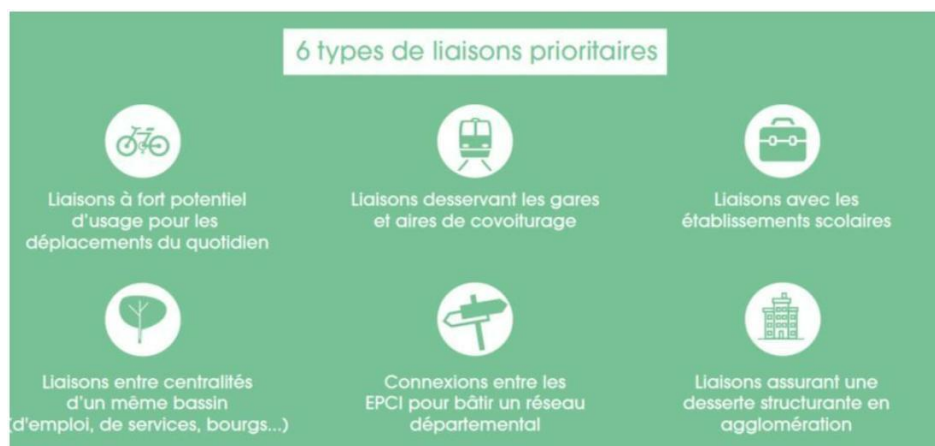 6 types de liaisons prioritaires
Liaisons à fort potentiel
d'usage pour les
déplacements du quotidien
Liaisons desservant les gares
et aires de covoiturage
Liaisons avec les
établissements scolaires
Liaisons entre centralités
d'un même bassin
(d'emploi, de services, bourgs...)
Connexions entre les
EPCI pour bâtir un réseau
départemental
Liaisons assurant une
desserte structurante en
agglomération